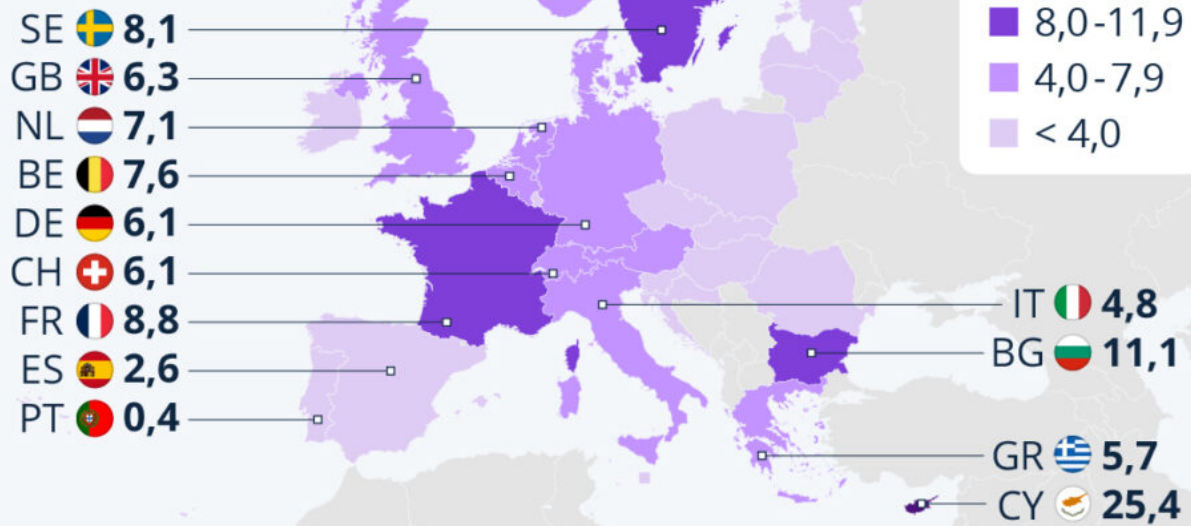 SE 8,1
GB 6,3
NL 7,1
BE 7,6
DE 6,1
CH 6,1
FR 8,8
ES 2,6
PT 0,4
8,0-11,9
4,0-7,9
< 4,0
IT 4,8
BG 11,1
GR 5,7
CY 25,4